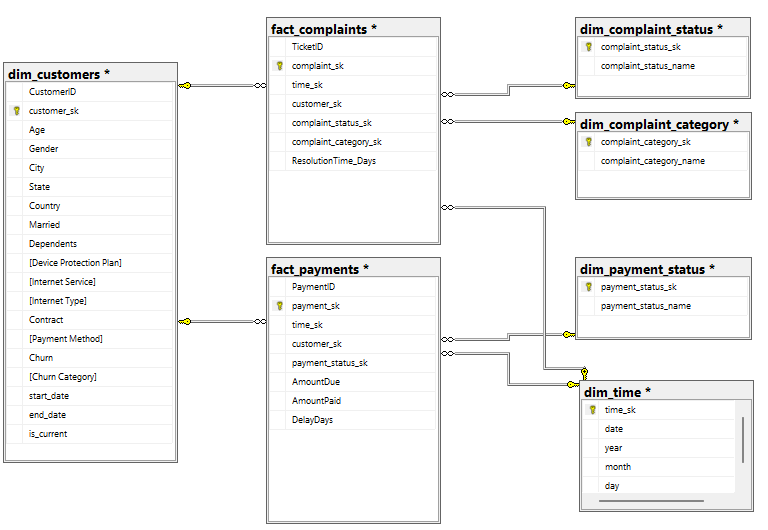 dim_customers *
CustomerID
customer_sk
Age
Gender
City
State
Country
Married
Dependents
[Device Protection Plan]
[Internet Service]
[Internet Type]
Contract
[Payment Method]
Churn
[Churn Category]
start_date
end_date
is_current
fact_complaints *
TicketID
complaint_sk
time_sk
customer_sk
complaint_status_sk
complaint_category_sk
ResolutionTime_Days
fact_payments *
PaymentID
payment_sk
time_sk
customer_sk
payment_status_sk
AmountDue
AmountPaid
DelayDays
dim_complaint_status *
complaint_status_sk
complaint_status_name
dim_complaint_category *
complaint_category_sk
complaint_category_name
dim_payment_status *
payment_status_sk
payment_status_name
dim_time *
time_sk
date
year
month
day